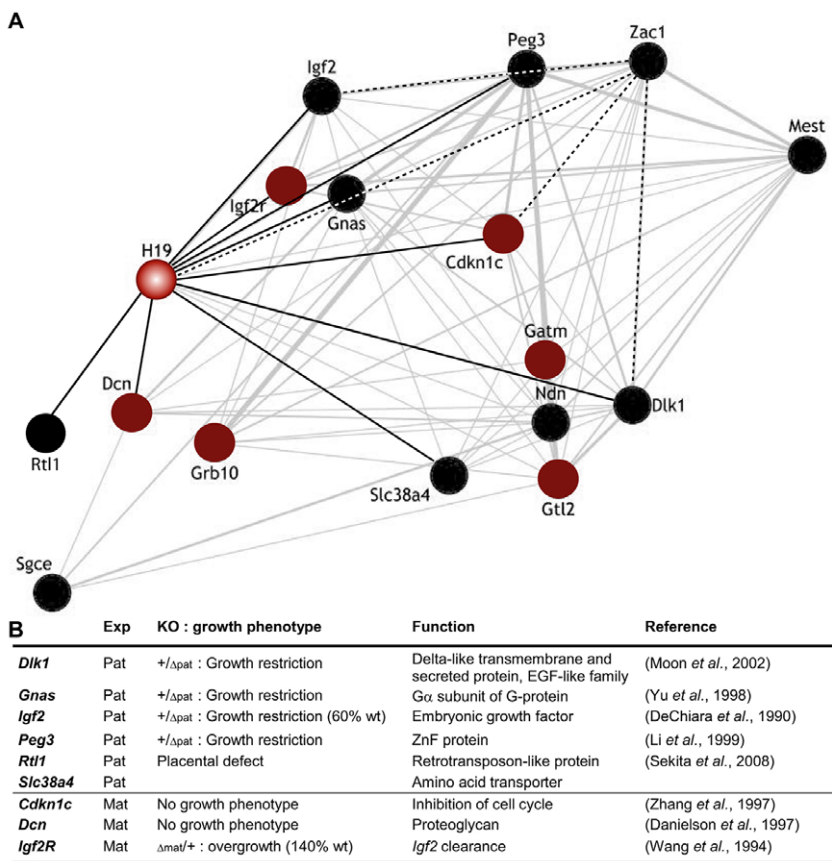 A
Zac1
Peg3
Igf2
Mest
Igf2r
Gnas
H19
Cdkn1c
Gatm
Dcn
Ndn
Dlk1
Rtl1
Grb10
Slc38a4
Gtl2
Sgce
B Exp KO : growth phenotype Function Reference
Dlk1 Pat +/Δpat : Growth restriction Delta-like transmembrane and secreted protein, EGF-like family (Moon et al., 2002)
Gnas Pat +/Δpat : Growth restriction Gα subunit of G-protein (Yu et al., 1998)
Igf2 Pat +/Δpat : Growth restriction (60% wt) Embryonic growth factor (DeChiara et al., 1990)
Peg3 Pat +/Δpat : Growth restriction ZnF protein (Li et al., 1999)
Rtl1 Pat Placental defect Retrotransposon-like protein (Sekita et al., 2008)
Slc38a4 Pat Amino acid transporter
Cdkn1c Mat No growth phenotype Inhibition of cell cycle (Zhang et al., 1997)
Dcn Mat No growth phenotype Proteoglycan (Danielson et al., 1997)
Igf2R Mat Δmat/+ : overgrowth (140% wt) Igf2 clearance (Wang et al., 1994)